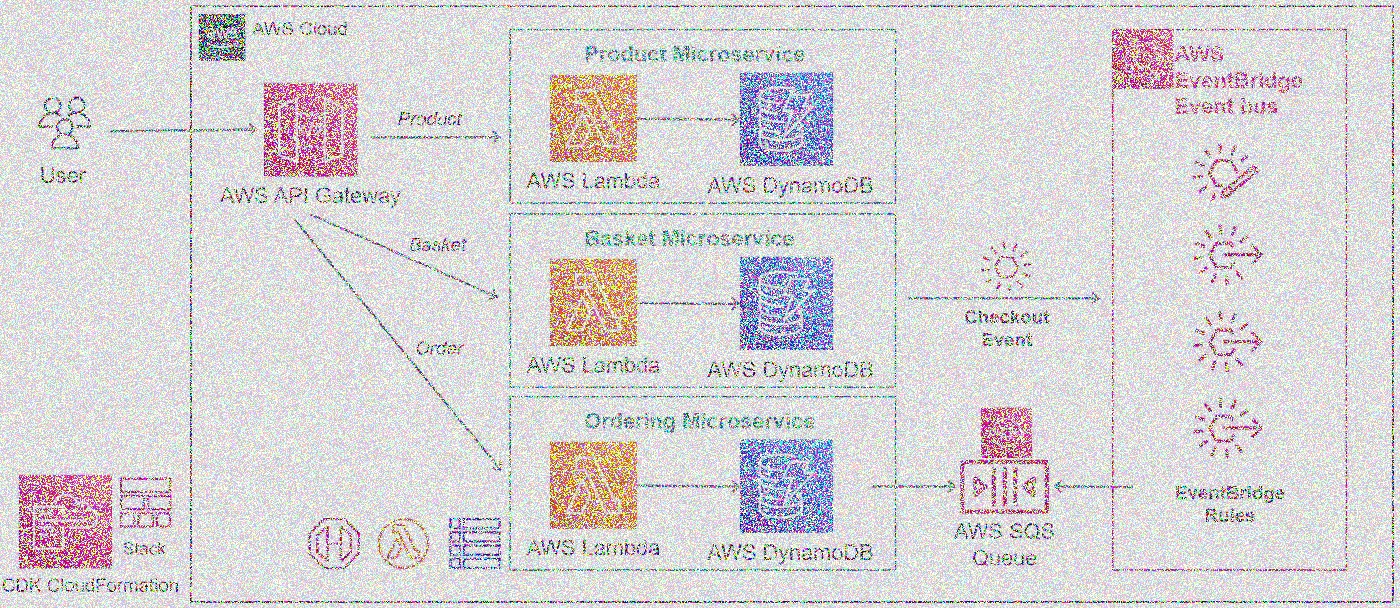 AWS Cloud
User
AWS API Gateway
Product
Basket
Order
Product Microservice
AWS Lambda
AWS DynamoDB
Basket Microservice
AWS Lambda
AWS DynamoDB
Ordering Microservice
AWS Lambda
AWS DynamoDB
Checkout
Event
AWS SQS
Queue
AWS
EventBridge
Event bus
EventBridge
Rules
Stack
CDK CloudFormation